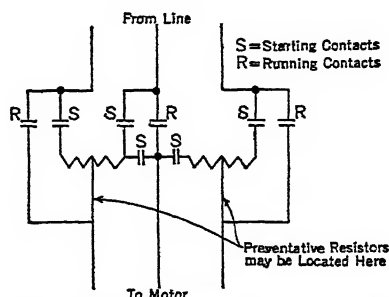 From Line
S=Starting Contacts
R=Running Contacts
R S S R S R
S S
Preventative Resistors
may be Located Here
To Motor